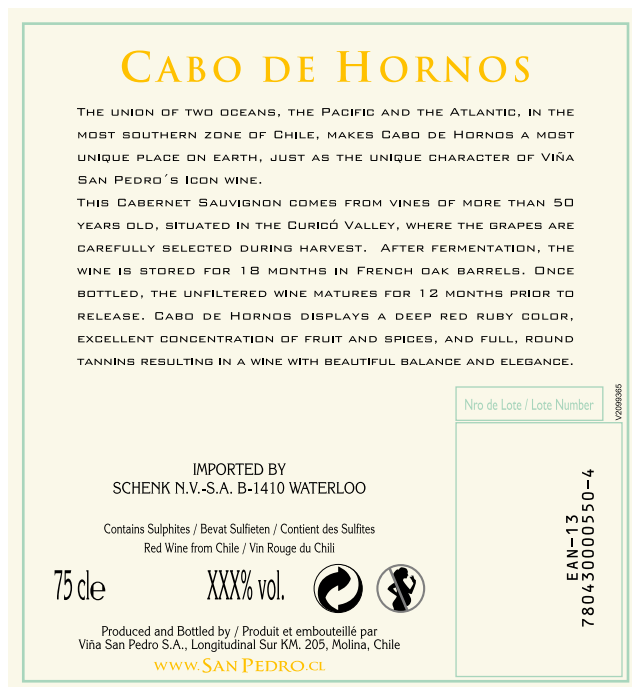 CABO DE HORNOS
THE UNION OF TWO OCEANS, THE PACIFIC AND THE ATLANTIC, IN THE
MOST SOUTHERN ZONE OF CHILE, MAKES CABO DE HORNOS A MOST
UNIQUE PLACE ON EARTH, JUST AS THE UNIQUE CHARACTER OF VIÑA
SAN PEDRO´S ICON WINE.
THIS CABERNET SAUVIGNON COMES FROM VINES OF MORE THAN 50
YEARS OLD, SITUATED IN THE CURICÓ VALLEY, WHERE THE GRAPES ARE
CAREFULLY SELECTED DURING HARVEST. AFTER FERMENTATION, THE
WINE IS STORED FOR 18 MONTHS IN FRENCH OAK BARRELS. ONCE
BOTTLED, THE UNFILTERED WINE MATURES FOR 12 MONTHS PRIOR TO
RELEASE. CABO DE HORNOS DISPLAYS A DEEP RED RUBY COLOR,
EXCELLENT CONCENTRATION OF FRUIT AND SPICES, AND FULL, ROUND
TANNINS RESULTING IN A WINE WITH BEAUTIFUL BALANCE AND ELEGANCE.
Nro de Lote / Lote Number
V2099365
IMPORTED BY
SCHENK N.V.-S.A. B-1410 WATERLOO
Contains Sulphites / Bevat Sulfieten / Contient des Sulfites
Red Wine from Chile / Vin Rouge du Chili
75 cl℮ XXX% vol.
EAN-13
780430000550-4
Produced and Bottled by / Produit et embouteillé par
Viña San Pedro S.A., Longitudinal Sur KM. 205, Molina, Chile
WWW.SANPEDRO.CL